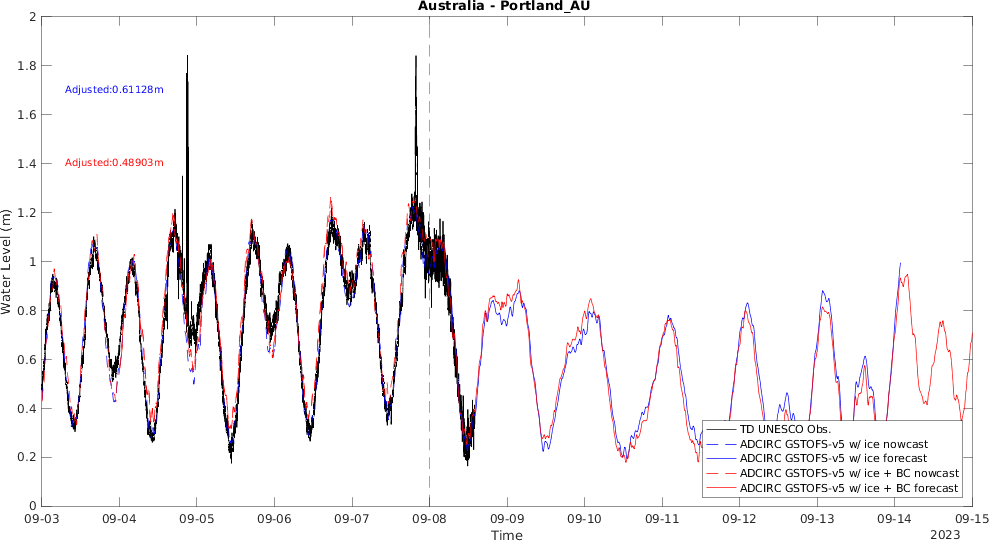 Australia - Portland_AU
2
1.8
Adjusted:0.61128m
1.6
1.4
Adjusted:0.48903m
1.2
1
0.8
0.6
0.4
0.2
0
Water Level (m)
TD UNESCO Obs.
ADCIRC GSTOFS-v5 w/ ice nowcast
ADCIRC GSTOFS-v5 w/ ice forecast
ADCIRC GSTOFS-v5 w/ ice + BC nowcast
ADCIRC GSTOFS-v5 w/ ice + BC forecast
09-03 09-04 09-05 09-06 09-07 09-08 09-09 09-10 09-11 09-12 09-13 09-14 09-15
Time
2023